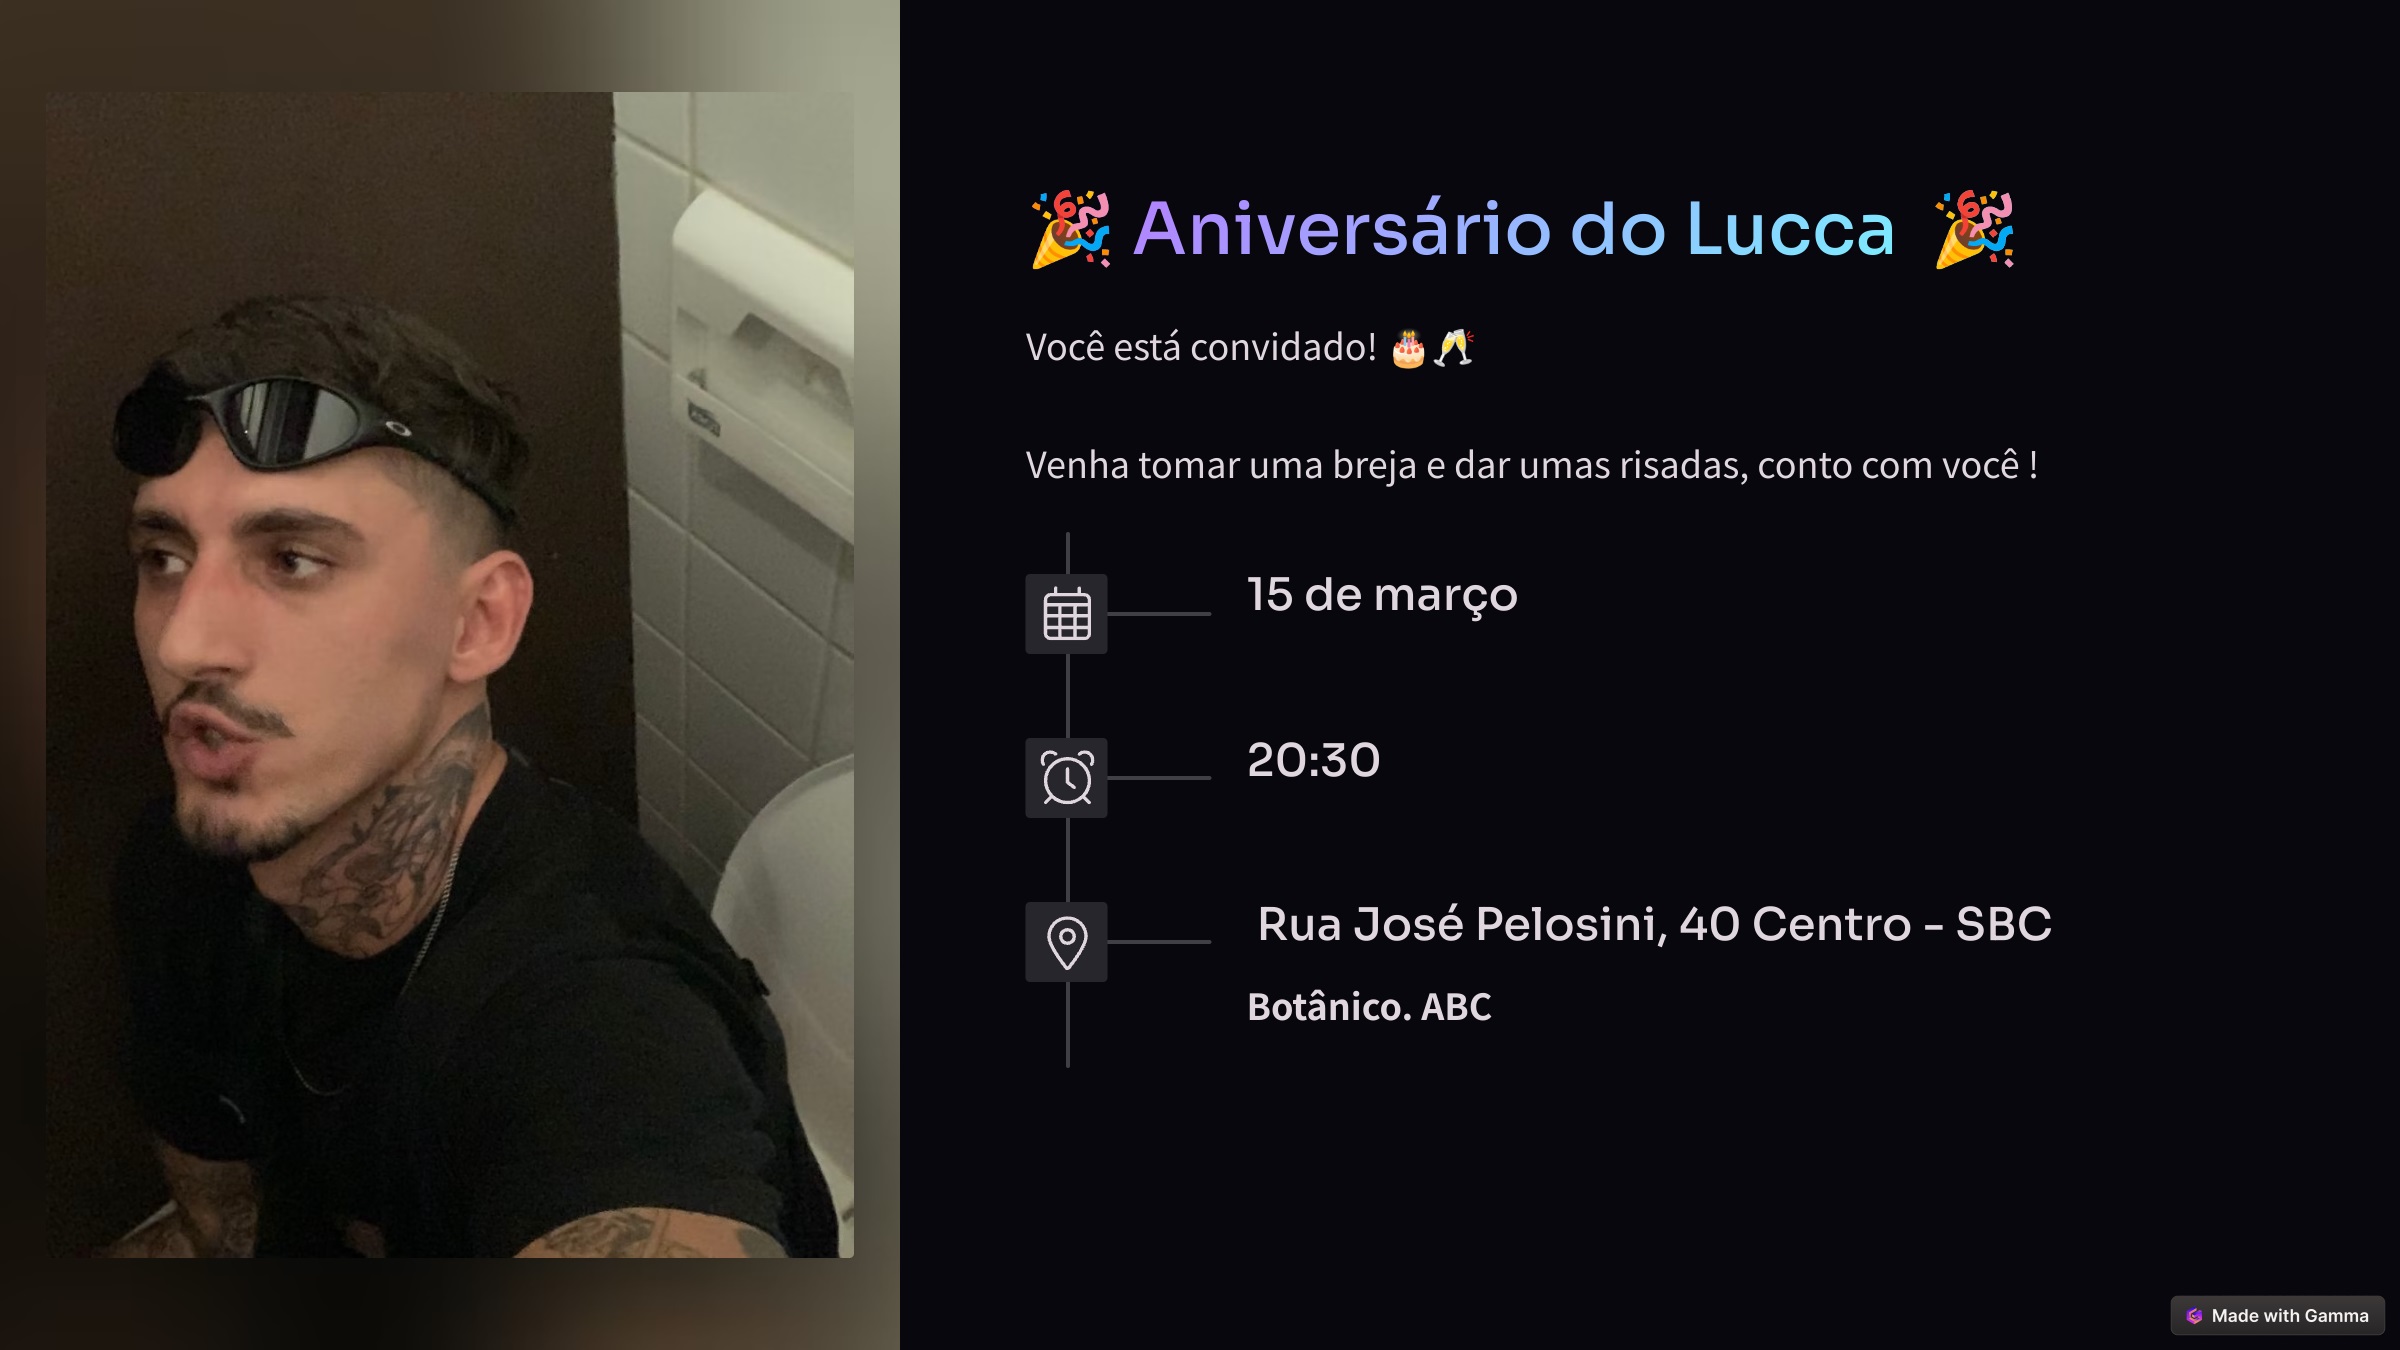 🎉 Aniversário do Lucca 🎉
Você está convidado! 🎂🥂
Venha tomar uma breja e dar umas risadas, conto com você !
15 de março
20:30
Rua José Pelosini, 40 Centro - SBC
Botânico. ABC
Made with Gamma